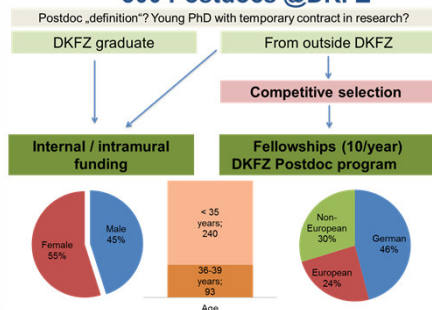 Postdocs @DKFZ
Postdoc „definition“? Young PhD with temporary contract in research?
DKFZ graduate
From outside DKFZ
Competitive selection
Internal / intramural
funding
Fellowships (10/year)
DKFZ Postdoc program
Female
55%
Male
45%
< 35
years;
240
36-39
years;
93
Age
Non-
European
30%
German
46%
European
24%